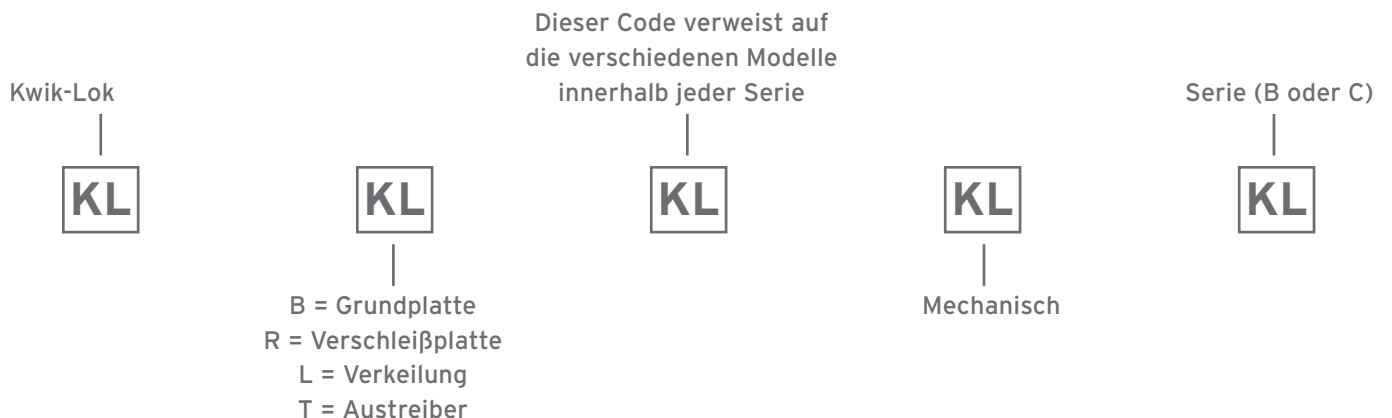 Dieser Code verweist auf
die verschiedenen Modelle
innerhalb jeder Serie
Kwik-Lok
Serie (B oder C)
KL KL KL KL KL
B = Grundplatte
R = Verschleißplatte
L = Verkeilung
T = Austreiber
Mechanisch